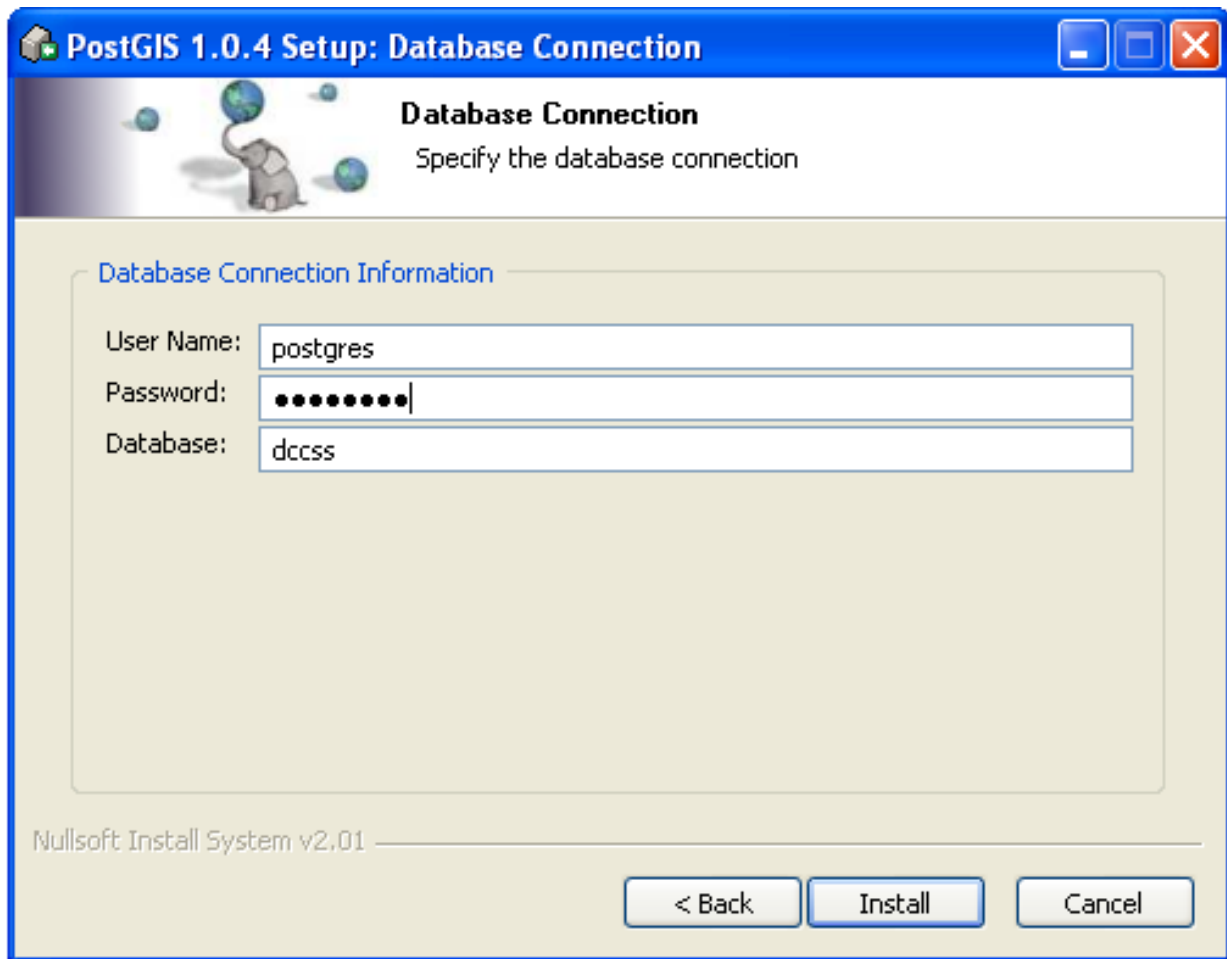 PostGIS 1.0.4 Setup: Database Connection
Database Connection
Specify the database connection
Database Connection Information
User Name: postgres
Password: ●●●●●●●●
Database: dccss
Nullsoft Install System v2.01
< Back Install Cancel